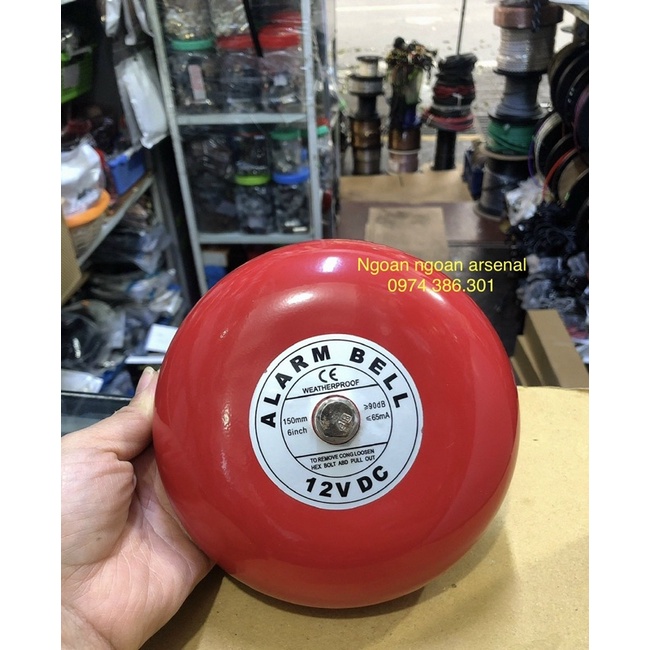 Ngoan ngoan arsenal
0974.386.301
ALARM BELL
CE
WEATHERPROOF
150mm
6inch
≥90dB
≤65mA
TO REMOVE CONG LOOSEN
HEX BOLT ABD PULL OUT
12V DC